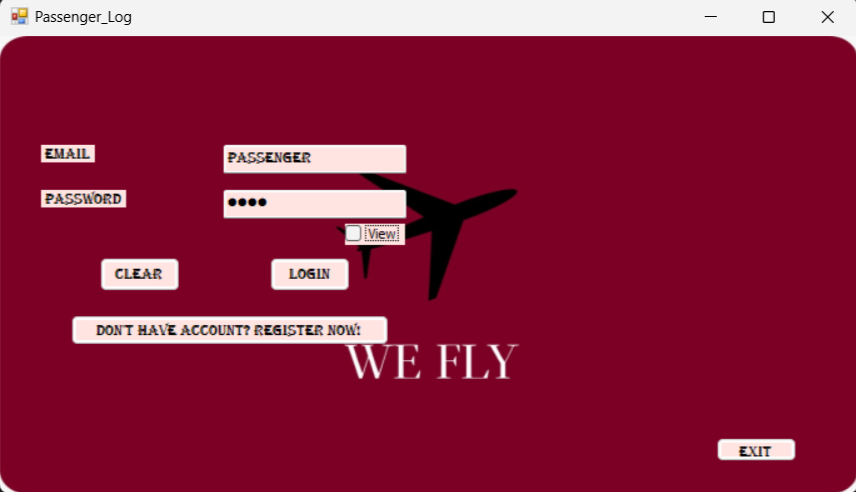 Passenger_Log
EMAIL
PASSENGER
PASSWORD
●●●●
View
CLEAR
LOGIN
DON'T HAVE ACCOUNT? REGISTER NOW!
WE FLY
EXIT